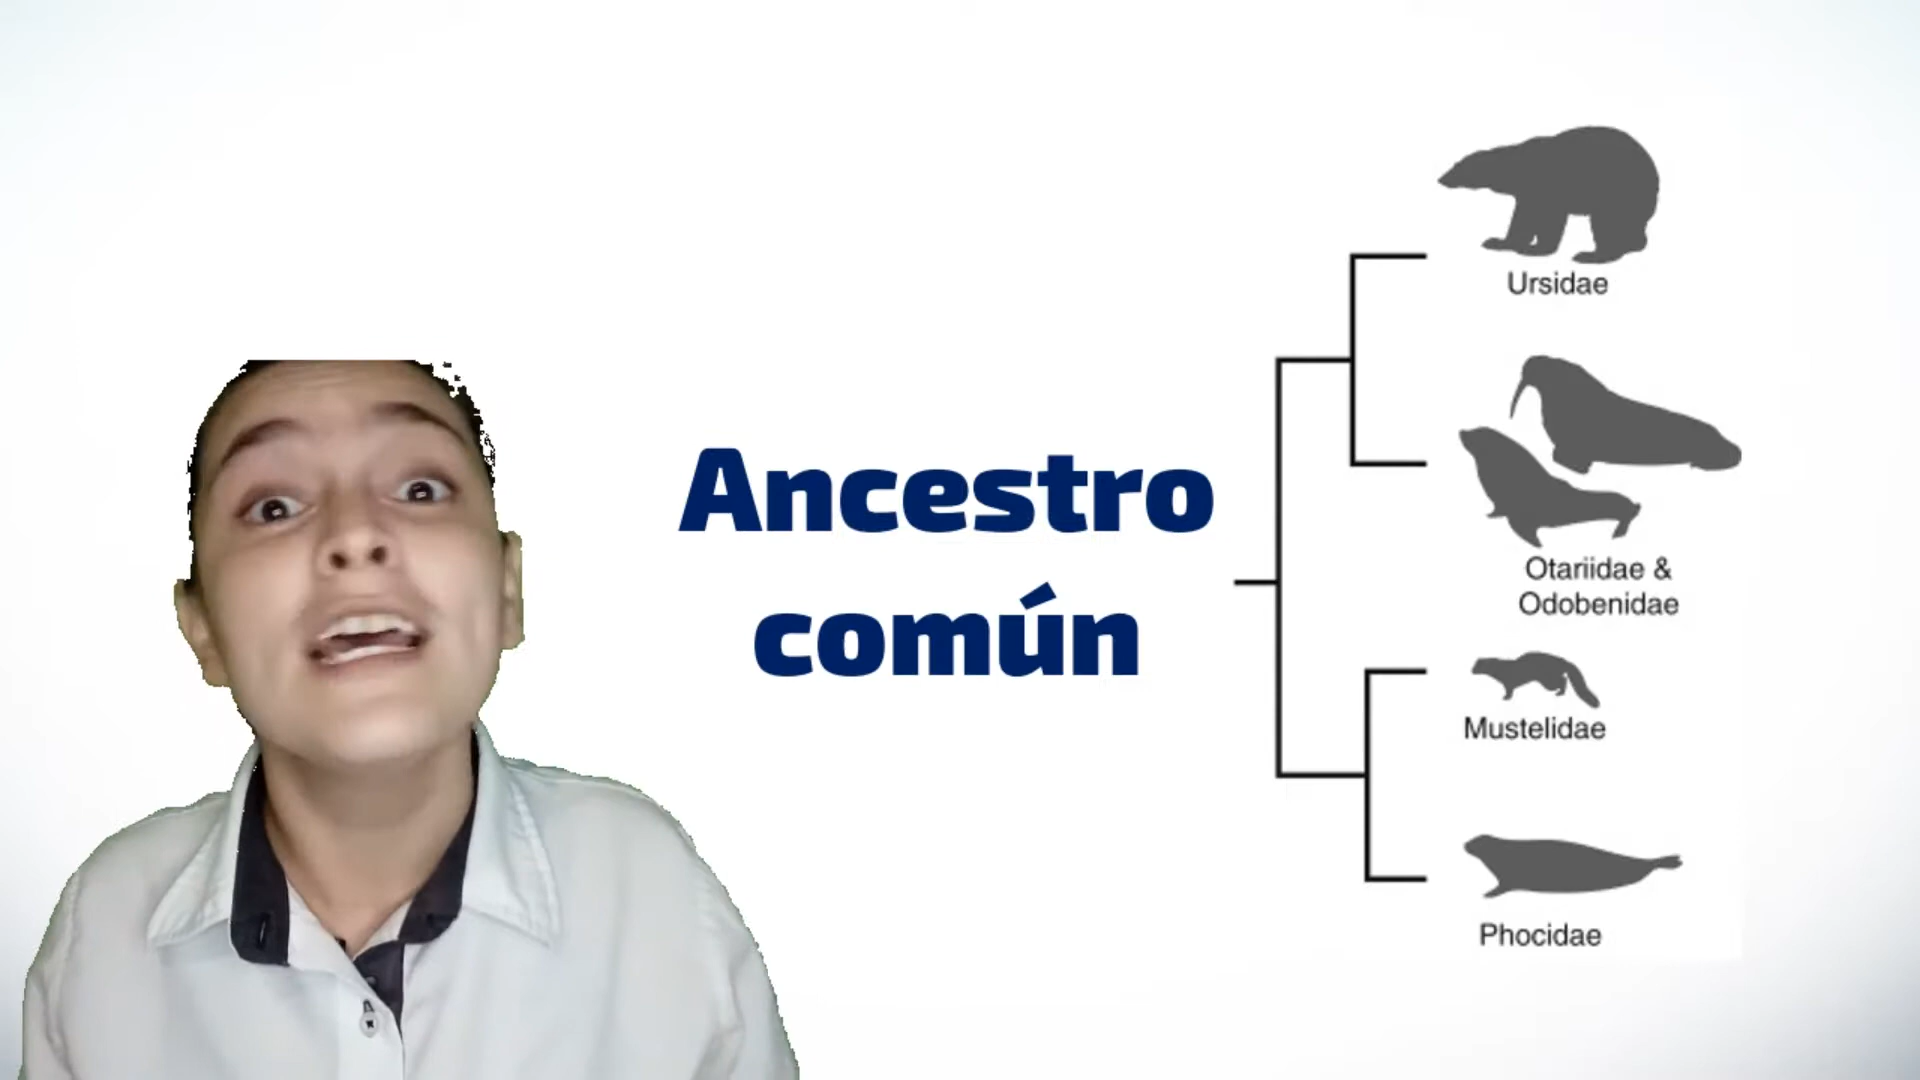 Ancestro
común
Ursidae
Otariidae &
Odobenidae
Mustelidae
Phocidae